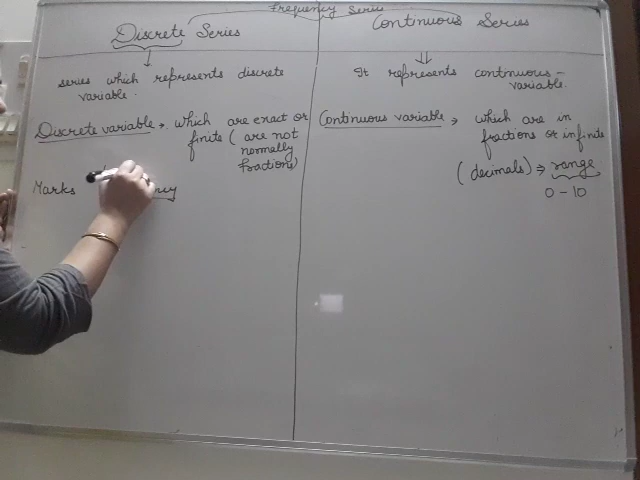 Frequency Series
Discrete Series
series which represents discrete
variable.
Discrete variable → which are exact or
finite (are not
normally
fraction)
Marks
Continuous Series
It represents continuous-
variable.
Continuous variable → which are in
fractions or infinite
(decimals) ⇒ range
0 - 10